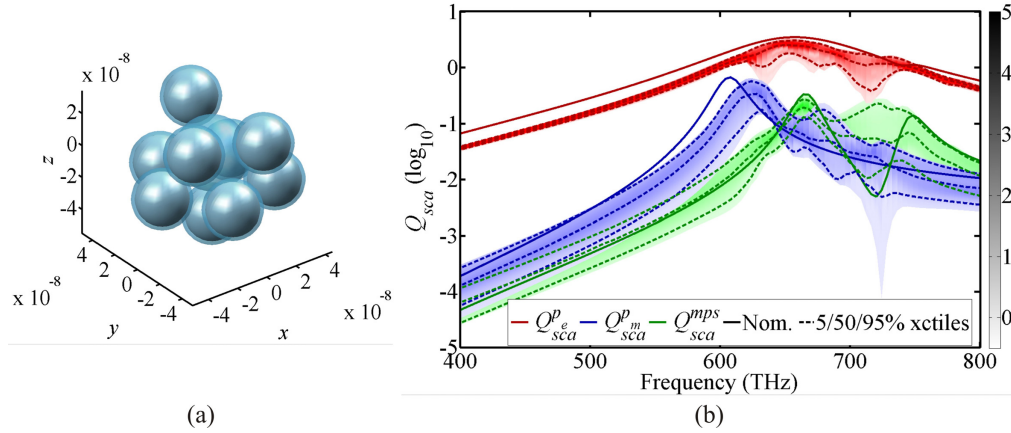 x 10⁻⁸
2
0
-2
-4
z
4
2
0
-2
-4
x 10⁻⁸
y
-4
-2
0
2
4
x 10⁻⁸
x
(a)
1
0
-1
-2
-3
-4
-5
Q_sca (log₁₀)
400
500
600
700
800
Frequency (THz)
Q^{p_e}_{sca} Q^{p_m}_{sca} Q^{mps}_{sca} Nom. 5/50/95% xctiles
5
4
3
2
1
0
(b)